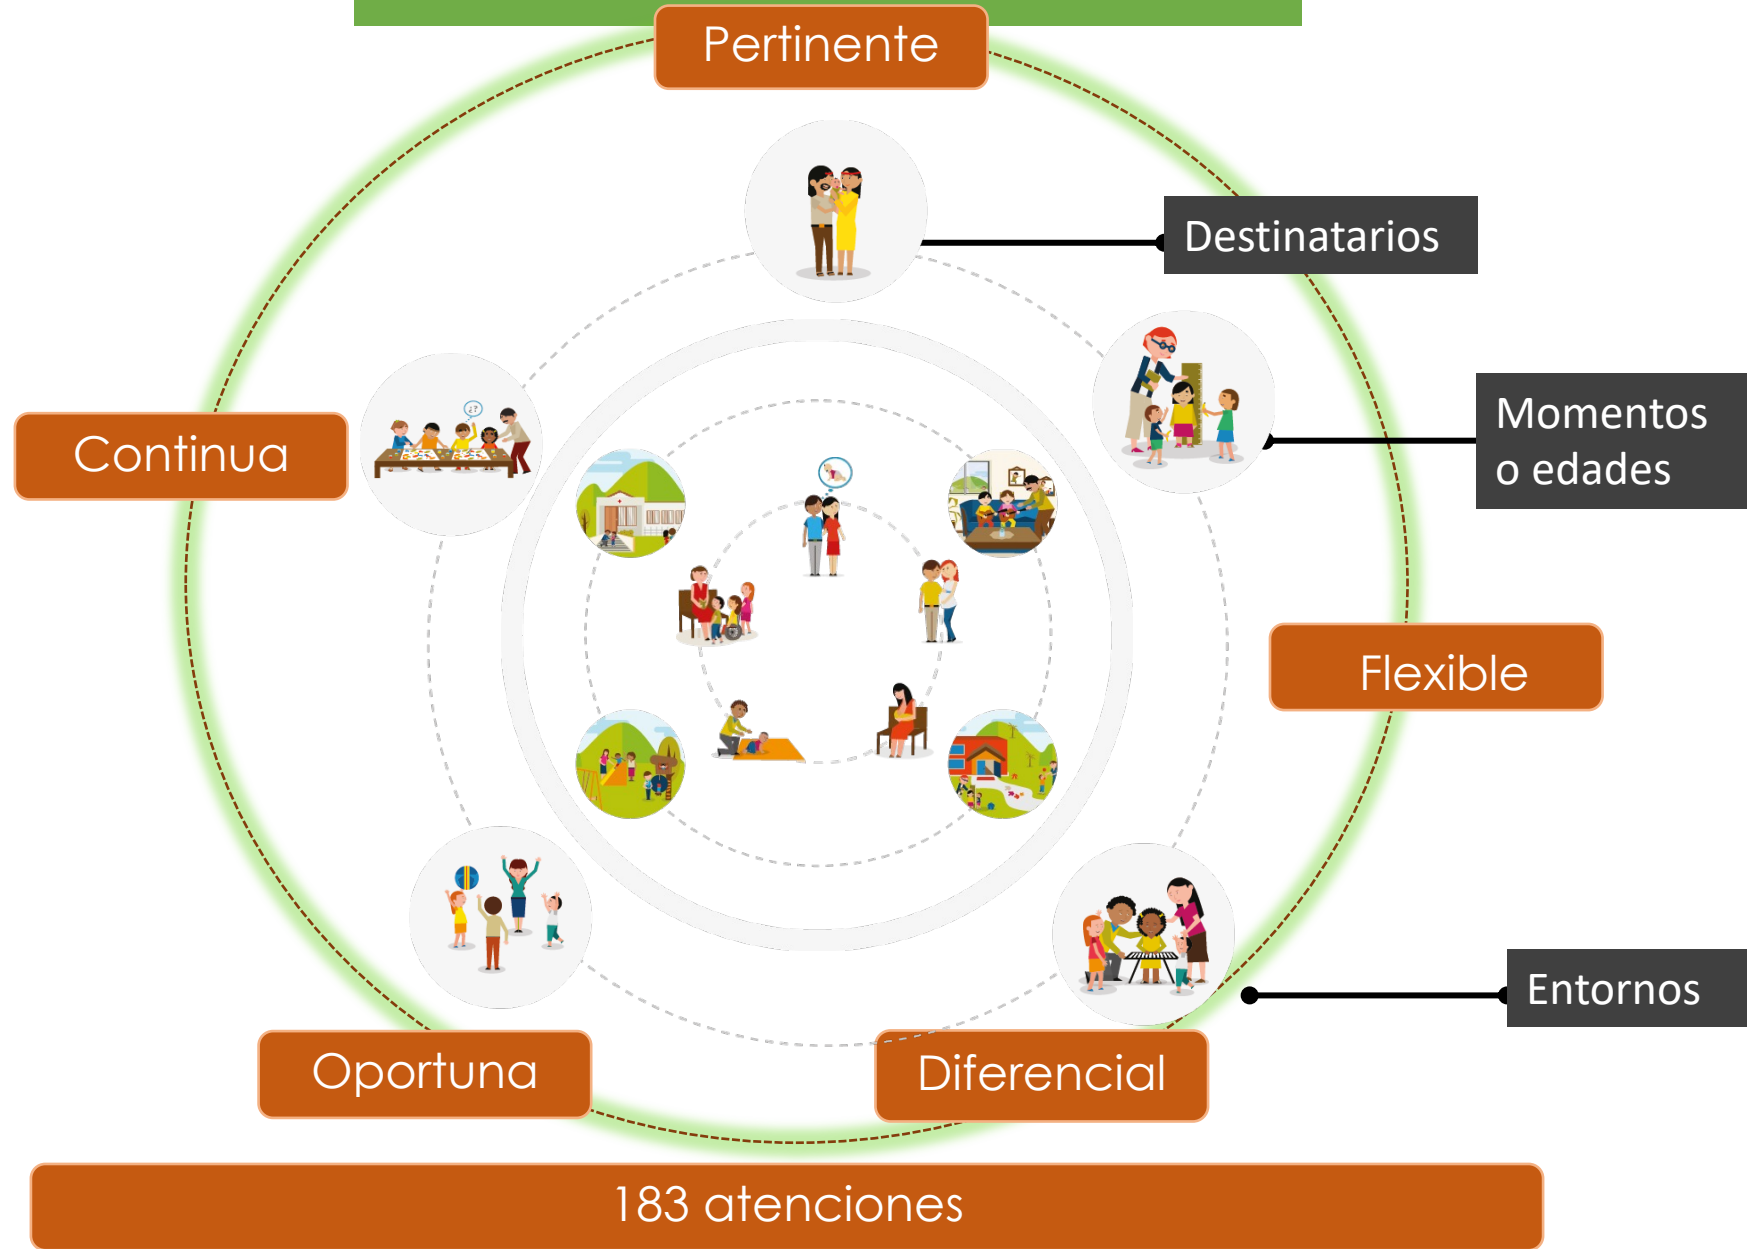 Pertinente
Destinatarios
Momentos
o edades
Continua
¿?
Flexible
Entornos
Oportuna
Diferencial
183 atenciones